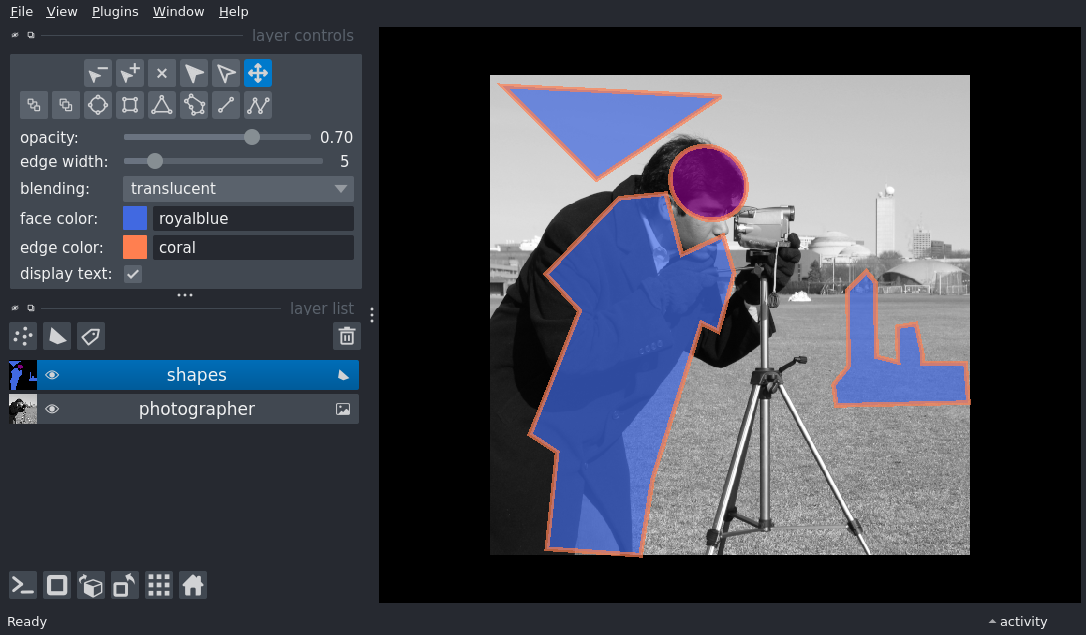 File View Plugins Window Help
layer controls
opacity: 0.70
edge width: 5
blending: translucent
face color: royalblue
edge color: coral
display text:
layer list
shapes
photographer
Ready activity